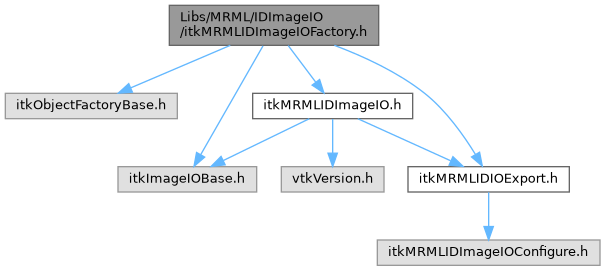 Libs/MRML/IDImageIO
/itkMRMLIDImageIOFactory.h
itkObjectFactoryBase.h
itkMRMLIDImageIO.h
itkImageIOBase.h
vtkVersion.h
itkMRMLIDIOExport.h
itkMRMLIDImageIOConfigure.h